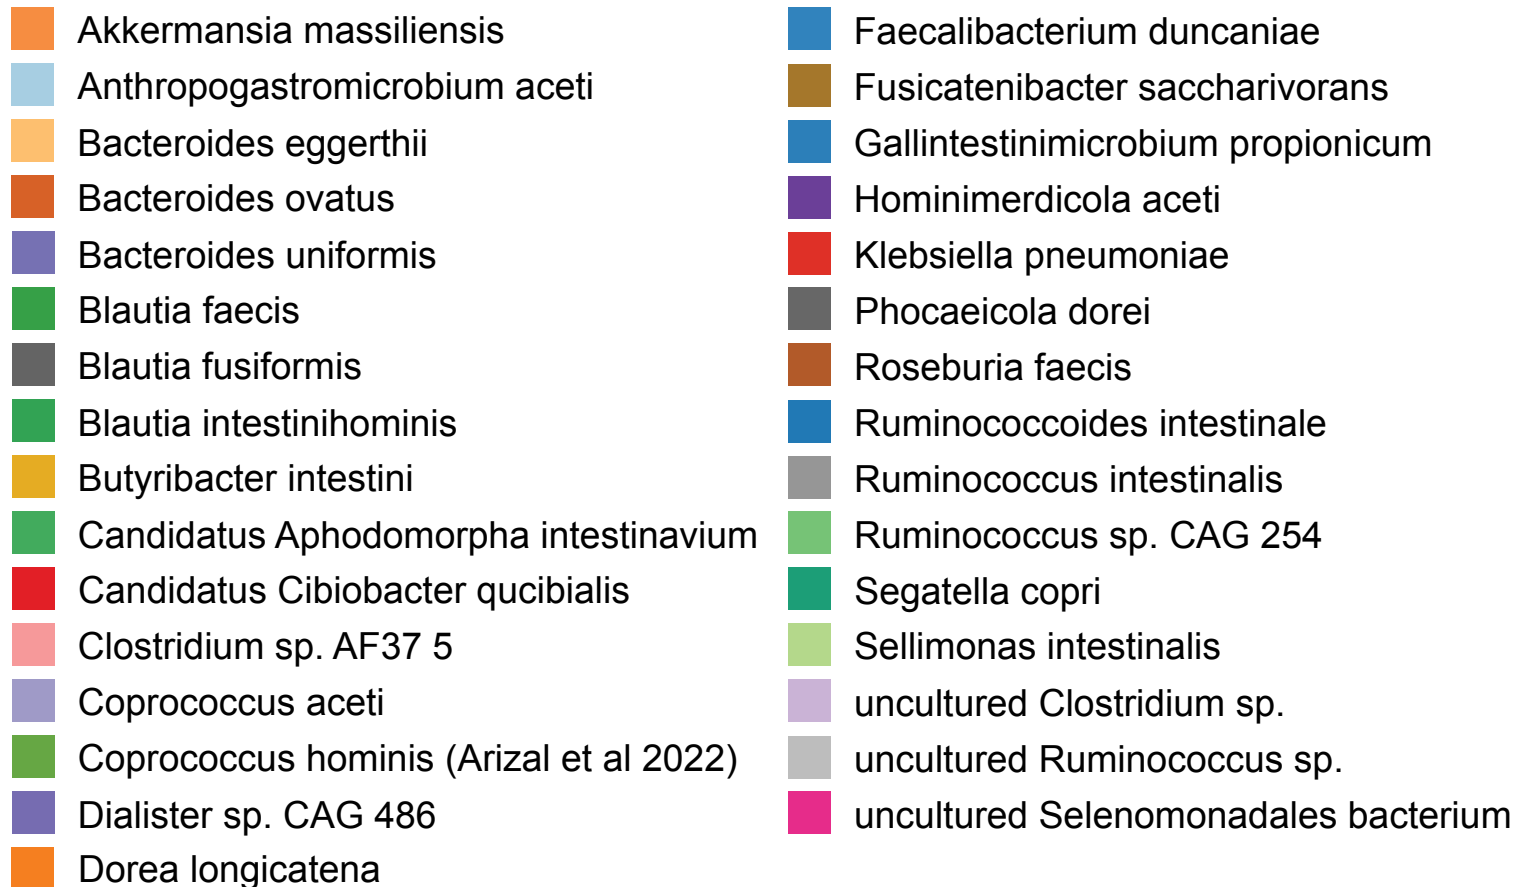 Akkermansia massiliensis
Anthropogastromicrobium aceti
Bacteroides eggerthii
Bacteroides ovatus
Bacteroides uniformis
Blautia faecis
Blautia fusiformis
Blautia intestinihominis
Butyribacter intestini
Candidatus Aphodomorpha intestinavium
Candidatus Cibiobacter qucibialis
Clostridium sp. AF37 5
Coprococcus aceti
Coprococcus hominis (Arizal et al 2022)
Dialister sp. CAG 486
Dorea longicatena
Faecalibacterium duncaniae
Fusicatenibacter saccharivorans
Gallintestinimicrobium propionicum
Hominimerdicola aceti
Klebsiella pneumoniae
Phocaeicola dorei
Roseburia faecis
Ruminococcoides intestinale
Ruminococcus intestinalis
Ruminococcus sp. CAG 254
Segatella copri
Sellimonas intestinalis
uncultured Clostridium sp.
uncultured Ruminococcus sp.
uncultured Selenomonadales bacterium